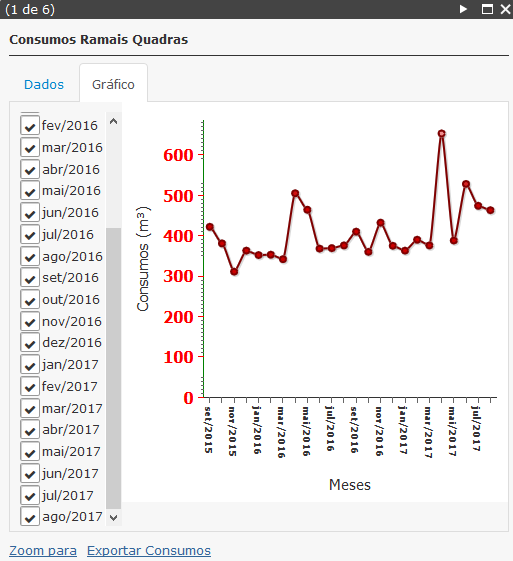 (1 de 6)
Consumos Ramais Quadras
Dados Gráfico
fev/2016
mar/2016
abr/2016
mai/2016
jun/2016
jul/2016
ago/2016
set/2016
out/2016
nov/2016
dez/2016
jan/2017
fev/2017
mar/2017
abr/2017
mai/2017
jun/2017
jul/2017
ago/2017
Consumos (m³)
600
500
400
300
200
100
0
set/2015
nov/2015
jan/2016
mar/2016
mai/2016
jul/2016
set/2016
nov/2016
jan/2017
mar/2017
mai/2017
jul/2017
Meses
Zoom para Exportar Consumos